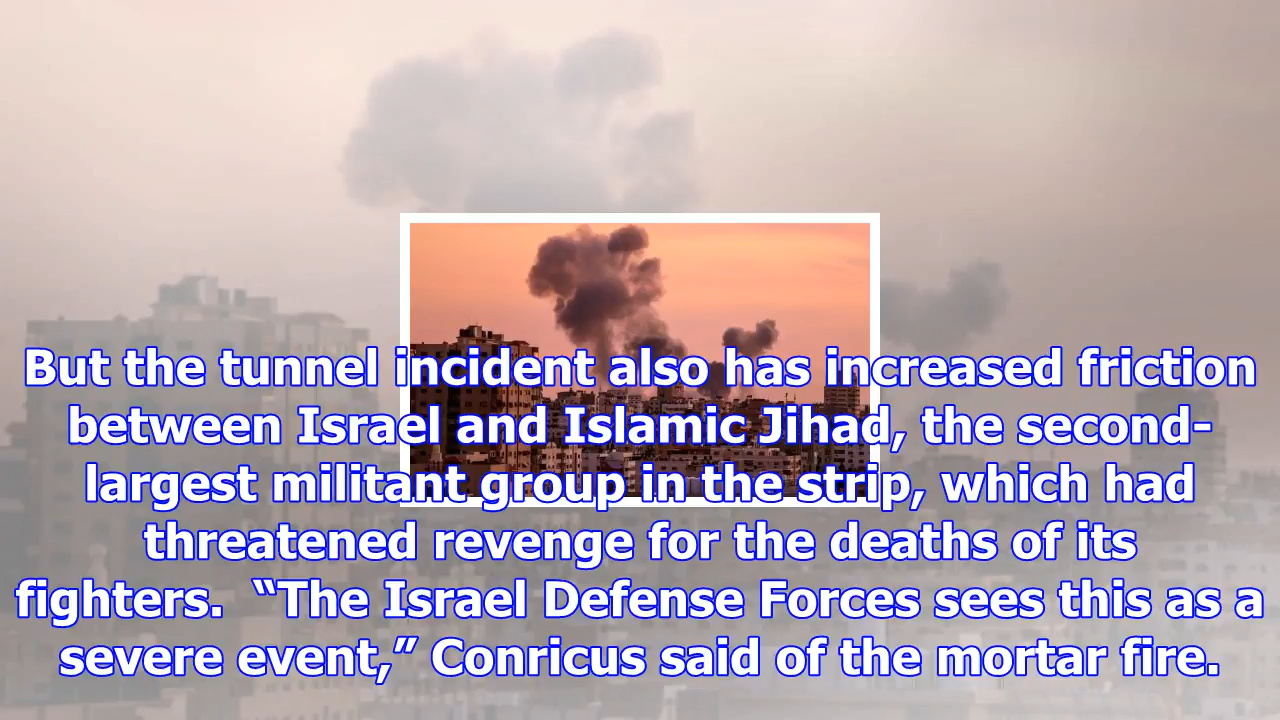 But the tunnel incident also has increased friction
between Israel and Islamic Jihad, the second-
largest militant group in the strip, which had
threatened revenge for the deaths of its
fighters.  “The Israel Defense Forces sees this as a
severe event,” Conricus said of the mortar fire.